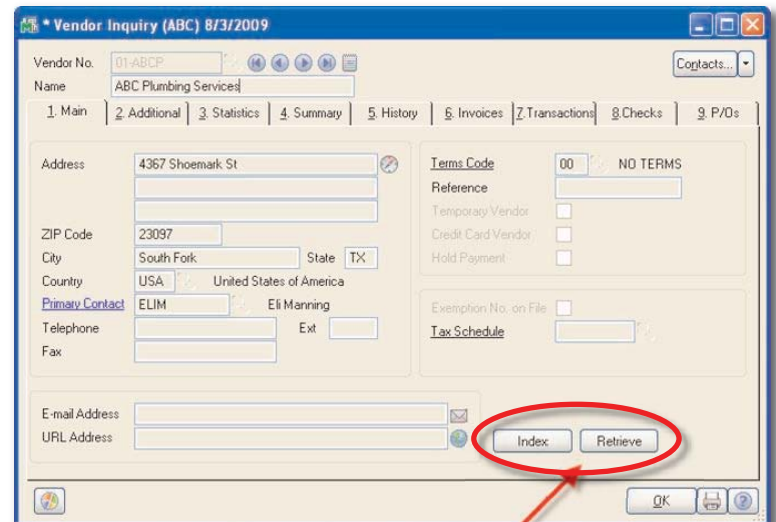 * Vendor Inquiry (ABC) 8/3/2009
Vendor No. 01-ABCP
Contacts...
Name ABC Plumbing Services
1. Main 2. Additional 3. Statistics 4. Summary 5. History 6. Invoices 7.Transactions 8.Checks 9. P/Os
Address 4367 Shoemark St
Terms Code 00 NO TERMS
Reference
Temporary Vendor
ZIP Code 23097
Credit Card Vendor
City South Fork State TX
Hold Payment
Country USA United States of America
Primary Contact ELIM Eli Manning
Exemption No. on File
Telephone Ext
Tax Schedule
Fax
E-mail Address
URL Address
Index Retrieve
OK